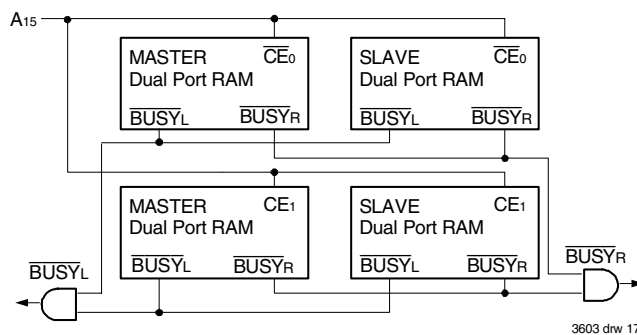 A15
MASTER CE0
Dual Port RAM
BUSYL BUSYR
SLAVE CE0
Dual Port RAM
BUSYL BUSYR
MASTER CE1
Dual Port RAM
BUSYL BUSYR
SLAVE CE1
Dual Port RAM
BUSYL BUSYR
BUSYL
BUSYR
3603 drw 17